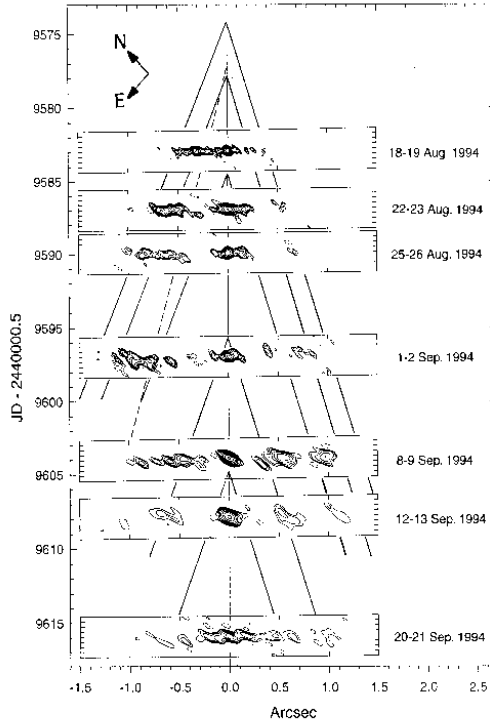 9575
N
E
9580
18-19 Aug 1994
9585
22-23 Aug. 1994
9590
25-26 Aug. 1994
9595
1-2 Sep. 1994
9600
JD - 2440000.5
8-9 Sep. 1994
9605
12-13 Sep. 1994
9610
9615
20-21 Sep. 1994
-1.5 -1.0 -0.5 0.0 0.5 1.0 1.5 2.0 2.5
Arcsec